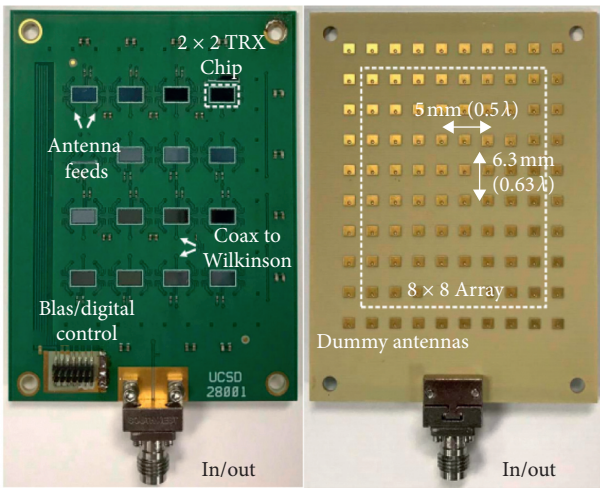 2 × 2 TRX
Chip
Antenna
feeds
Coax to
Wilkinson
Blas/digital
control
UCSD
28001
In/out
5 mm (0.5λ)
6.3 mm
(0.63λ)
8 × 8 Array
Dummy antennas
In/out